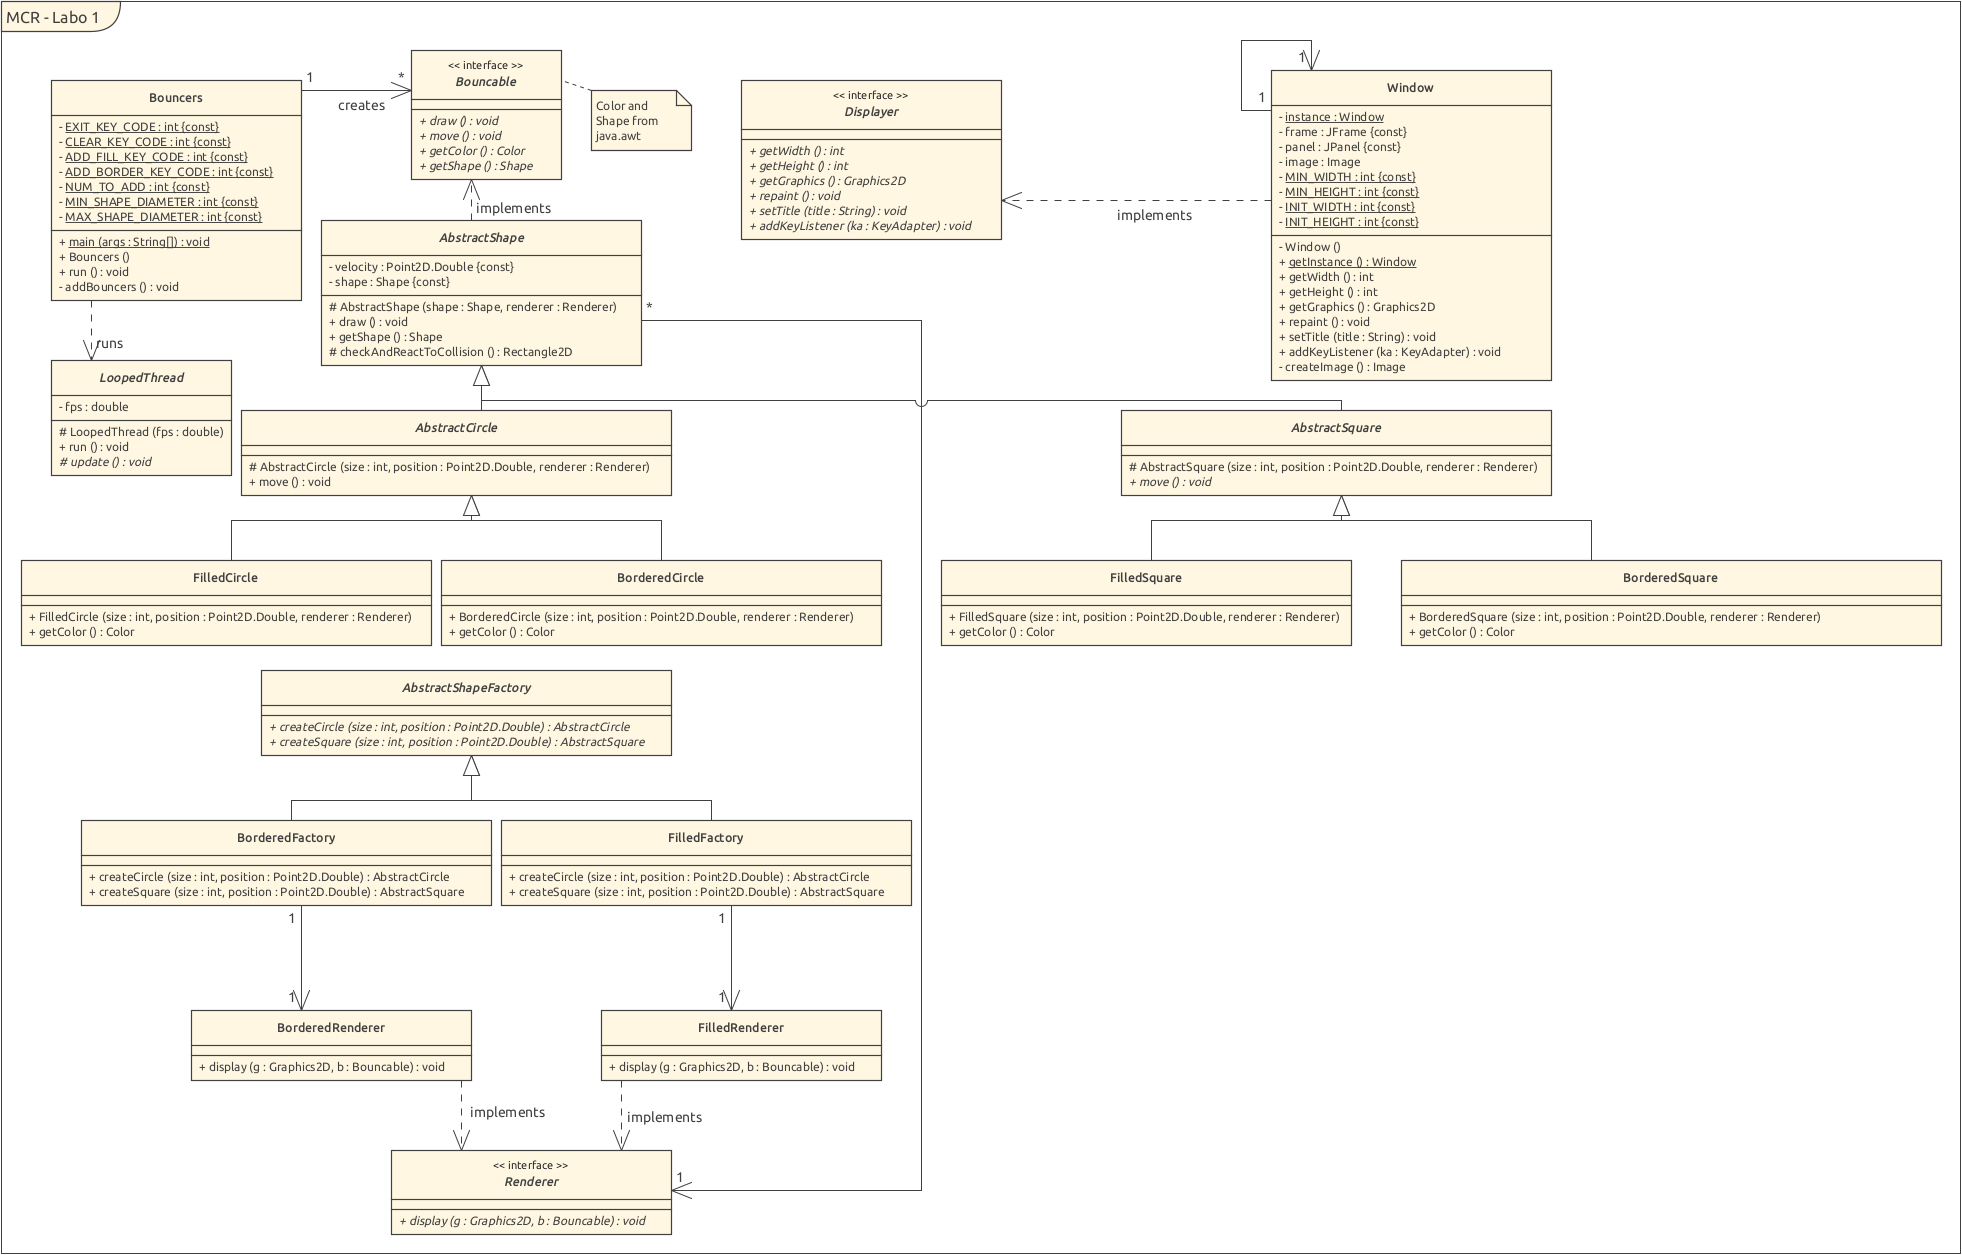 MCR - Labo 1
Bouncers
- EXIT_KEY_CODE : int {const}
- CLEAR_KEY_CODE : int {const}
- ADD_FILL_KEY_CODE : int {const}
- ADD_BORDER_KEY_CODE : int {const}
- NUM_TO_ADD : int {const}
- MIN_SHAPE_DIAMETER : int {const}
- MAX_SHAPE_DIAMETER : int {const}
+ main (args : String[]) : void
+ Bouncers ()
+ run () : void
- addBouncers () : void
1
*
creates
<< interface >>
Bouncable
+ draw () : void
+ move () : void
+ getColor () : Color
+ getShape () : Shape
Color and
Shape from
java.awt
<< interface >>
Displayer
+ getWidth () : int
+ getHeight () : int
+ getGraphics () : Graphics2D
+ repaint () : void
+ setTitle (title : String) : void
+ addKeyListener (ka : KeyAdapter) : void
implements
1
1
Window
- instance : Window
- frame : JFrame {const}
- panel : JPanel {const}
- image : Image
- MIN_WIDTH : int {const}
- MIN_HEIGHT : int {const}
- INIT_WIDTH : int {const}
- INIT_HEIGHT : int {const}
- Window ()
+ getInstance () : Window
+ getWidth () : int
+ getHeight () : int
+ getGraphics () : Graphics2D
+ repaint () : void
+ setTitle (title : String) : void
+ addKeyListener (ka : KeyAdapter) : void
- createImage () : Image
implements
AbstractShape
- velocity : Point2D.Double {const}
- shape : Shape {const}
# AbstractShape (shape : Shape, renderer : Renderer)
+ draw () : void
+ getShape () : Shape
# checkAndReactToCollision () : Rectangle2D
*
runs
LoopedThread
- fps : double
# LoopedThread (fps : double)
+ run () : void
# update () : void
AbstractCircle
# AbstractCircle (size : int, position : Point2D.Double, renderer : Renderer)
+ move () : void
AbstractSquare
# AbstractSquare (size : int, position : Point2D.Double, renderer : Renderer)
+ move () : void
FilledCircle
+ FilledCircle (size : int, position : Point2D.Double, renderer : Renderer)
+ getColor () : Color
BorderedCircle
+ BorderedCircle (size : int, position : Point2D.Double, renderer : Renderer)
+ getColor () : Color
FilledSquare
+ FilledSquare (size : int, position : Point2D.Double, renderer : Renderer)
+ getColor () : Color
BorderedSquare
+ BorderedSquare (size : int, position : Point2D.Double, renderer : Renderer)
+ getColor () : Color
AbstractShapeFactory
+ createCircle (size : int, position : Point2D.Double) : AbstractCircle
+ createSquare (size : int, position : Point2D.Double) : AbstractSquare
BorderedFactory
+ createCircle (size : int, position : Point2D.Double) : AbstractCircle
+ createSquare (size : int, position : Point2D.Double) : AbstractSquare
FilledFactory
+ createCircle (size : int, position : Point2D.Double) : AbstractCircle
+ createSquare (size : int, position : Point2D.Double) : AbstractSquare
1
1
1
1
BorderedRenderer
+ display (g : Graphics2D, b : Bouncable) : void
FilledRenderer
+ display (g : Graphics2D, b : Bouncable) : void
implements
implements
<< interface >>
Renderer
+ display (g : Graphics2D, b : Bouncable) : void
1